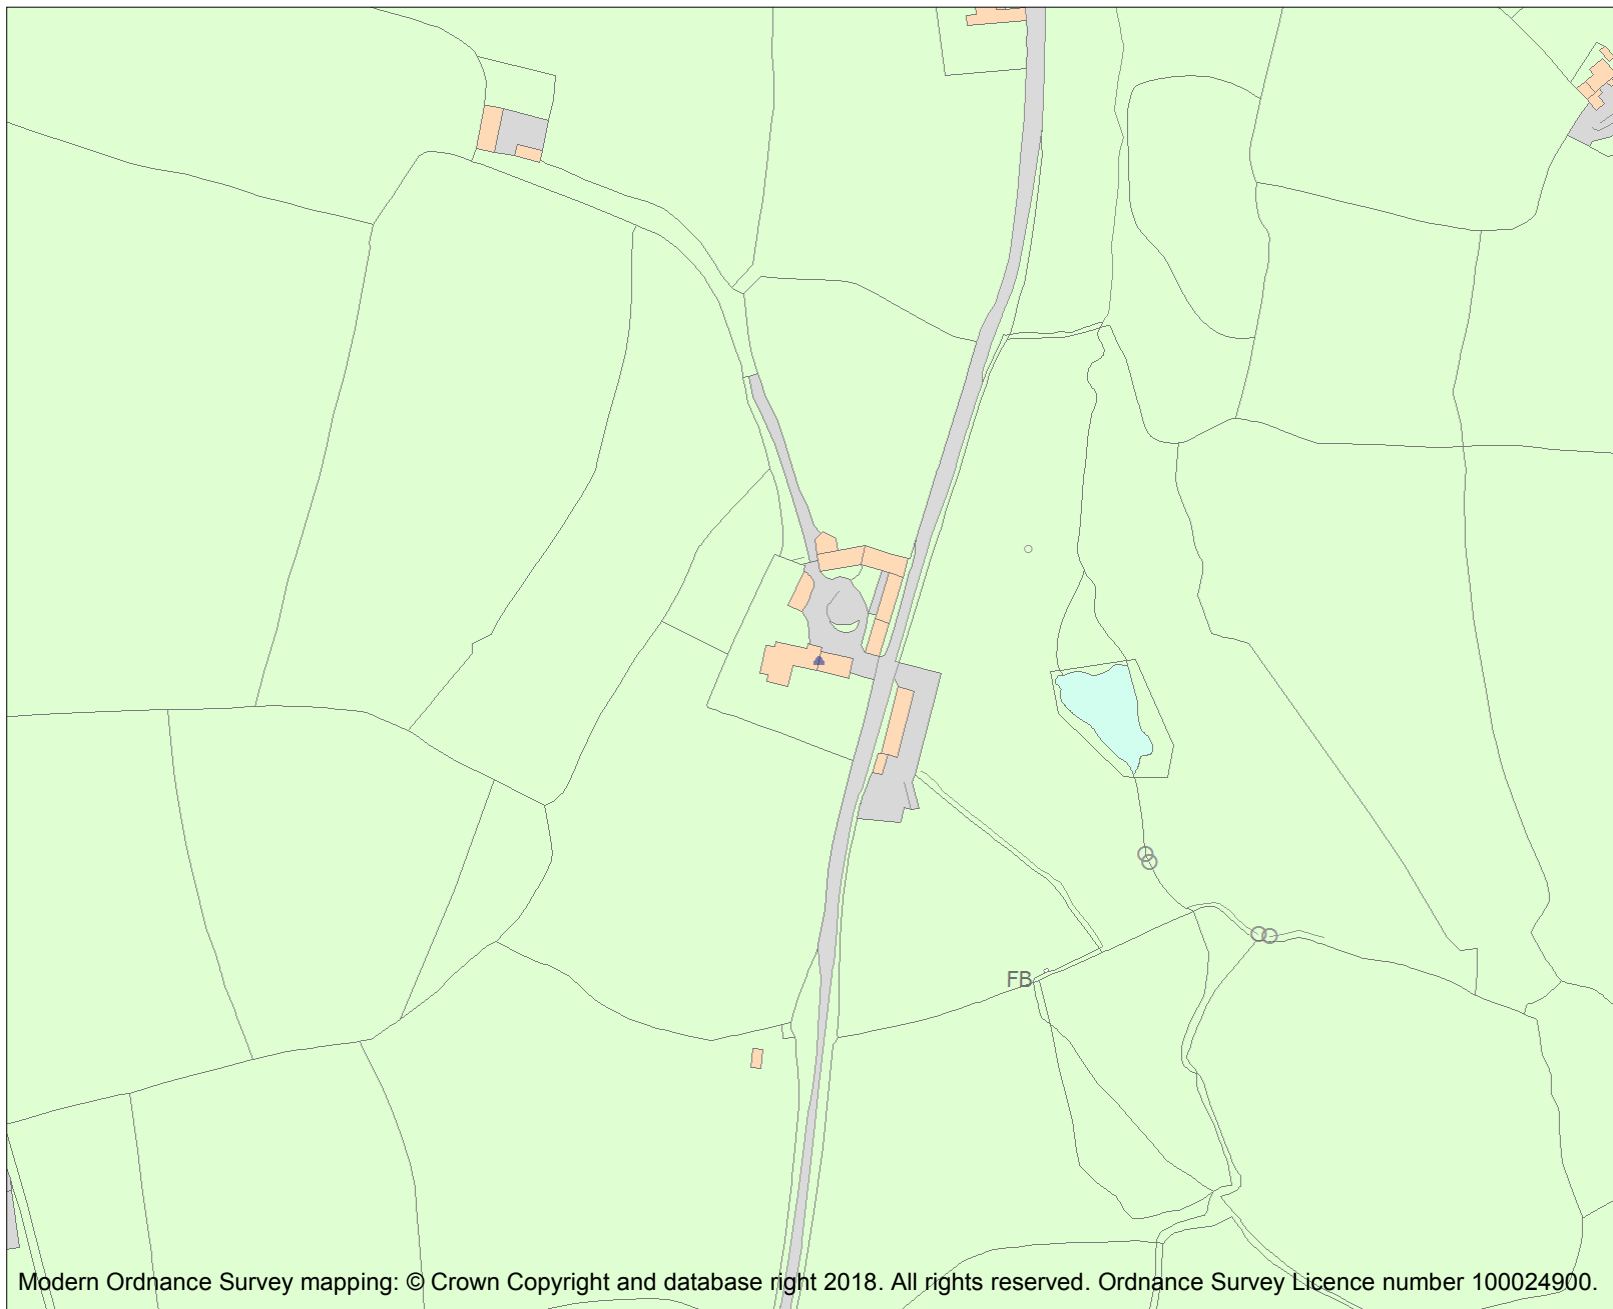 FB
Modern Ordnance Survey mapping: © Crown Copyright and database right 2018. All rights reserved. Ordnance Survey Licence number 100024900.